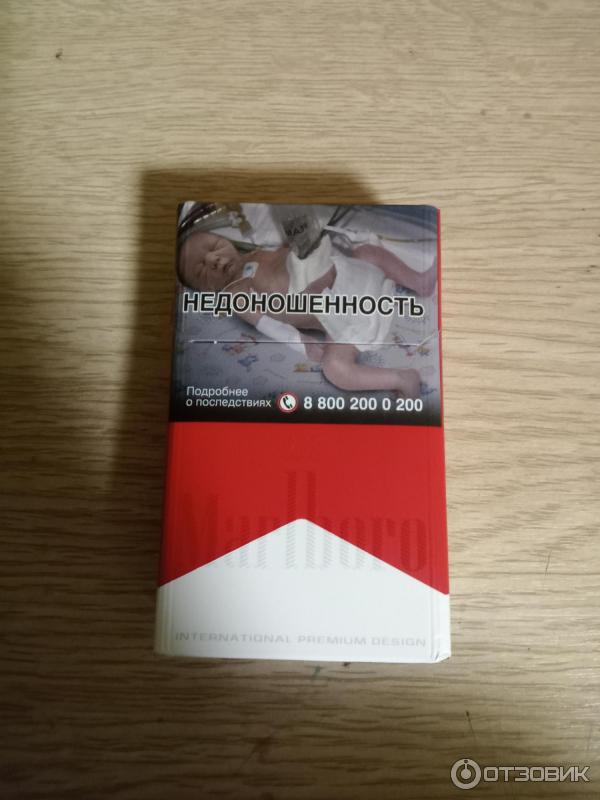 НЕДОНОШЕННОСТЬ
Подробнее
о последствиях 8 800 200 0 200
Marlboro
INTERNATIONAL PREMIUM DESIGN
ОТЗОВИК